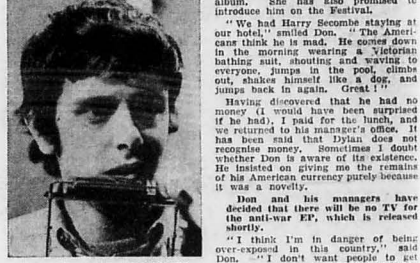 album. She has also promised to
introduce him on the Festival.
"We had Harry Secombe staying at
our hotel," smiled Don. "The Ameri-
cans think he is mad. He comes down
in the morning wearing a Victorian
bathing suit, shouting and waving to
everyone, jumps in the pool, climbs
out, shakes himself like a dog, and
jumps back in again. Great!"
Having discovered that he had no
money (I would have been surprised
if he had), I paid for the lunch, and
we returned to his manager's office. It
has been said that Dylan does not
recognise money. Sometimes I doubt
whether Don is aware of its existence.
He insisted on giving me the remains
of his American currency purely because
it was a novelty.
Don and his managers have
decided that there will be no TV for
the anti-war EP, which is released
shortly.
"I think I'm in danger of being
over-exposed in this country," said
Don. "I don't want people to get